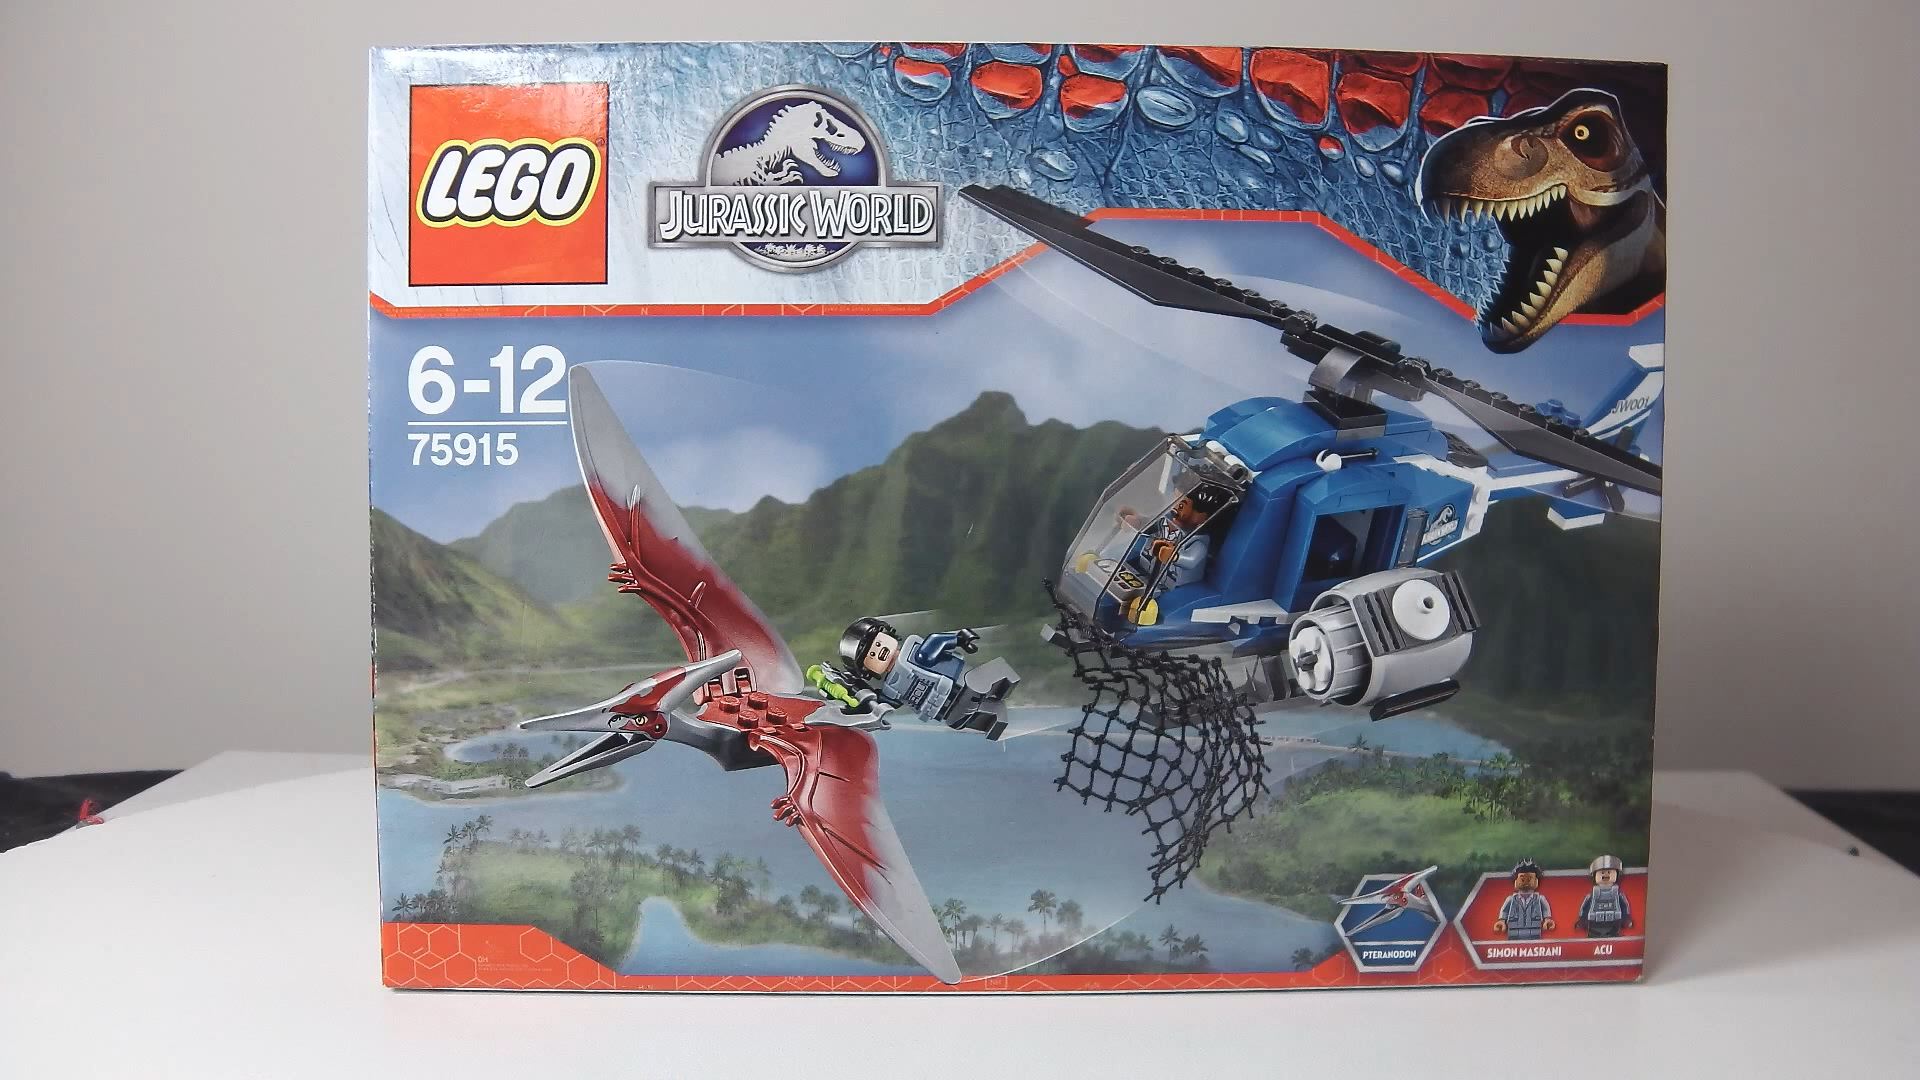 LEGO
JURASSIC WORLD
6-12
75915
JW001
PTERANODON
SIMON MASRANI
ACU